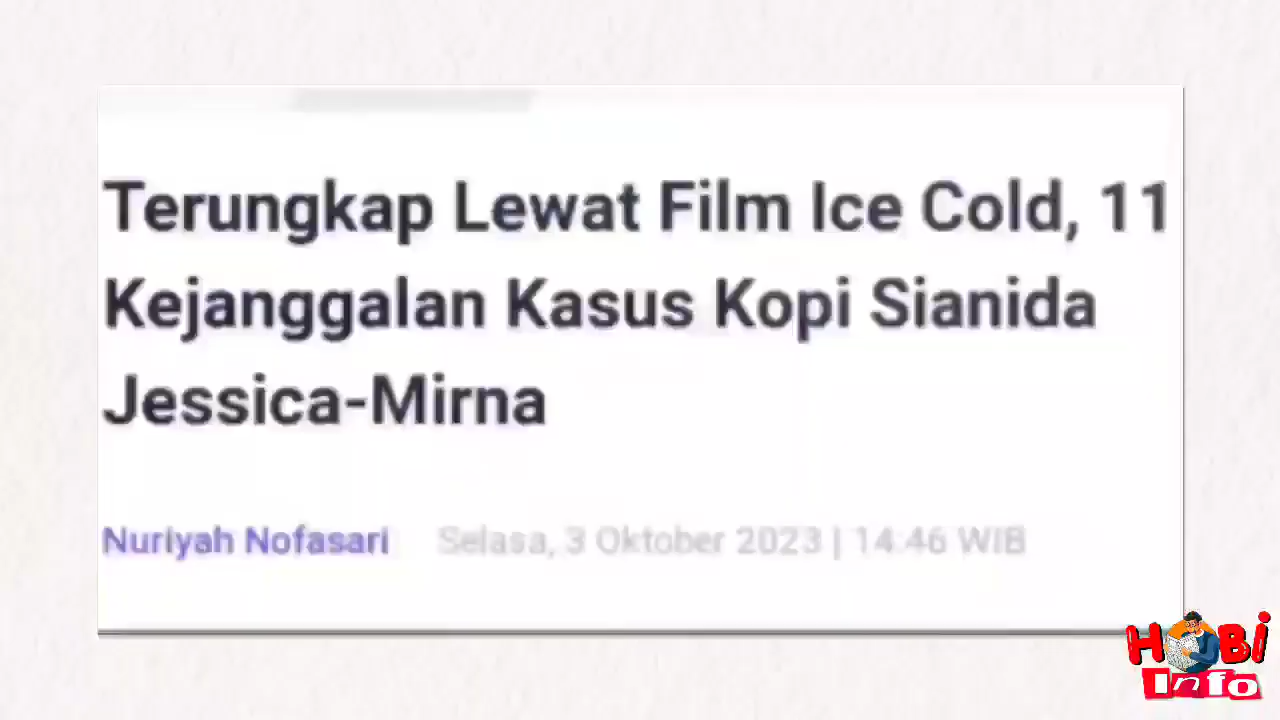 Terungkap Lewat Film Ice Cold, 11
Kejanggalan Kasus Kopi Sianida
Jessica-Mirna
Nuriyah Nofasari Selasa, 3 Oktober 2023 | 14:46 WIB
HOBi
Info